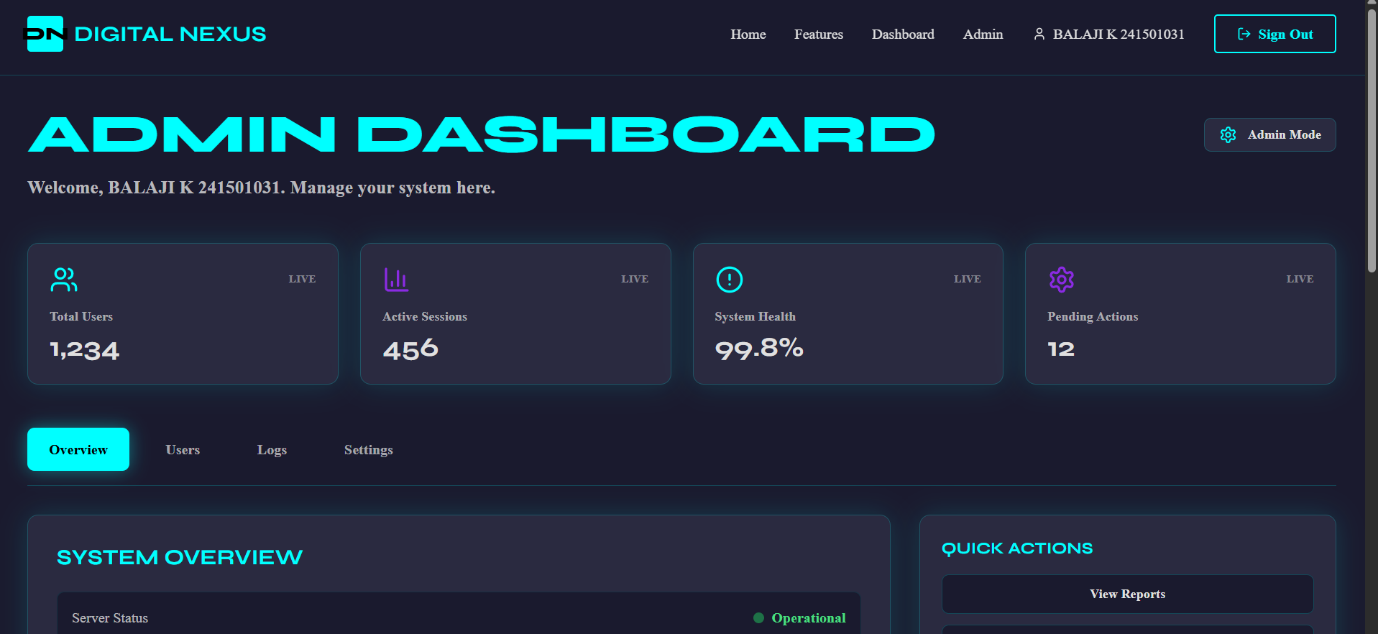 DN DIGITAL NEXUS
Home Features Dashboard Admin BALAJI K 241501031 Sign Out
ADMIN DASHBOARD
Admin Mode
Welcome, BALAJI K 241501031. Manage your system here.
LIVE
Total Users
1,234
LIVE
Active Sessions
456
LIVE
System Health
99.8%
LIVE
Pending Actions
12
Overview Users Logs Settings
SYSTEM OVERVIEW
Server Status Operational
QUICK ACTIONS
View Reports